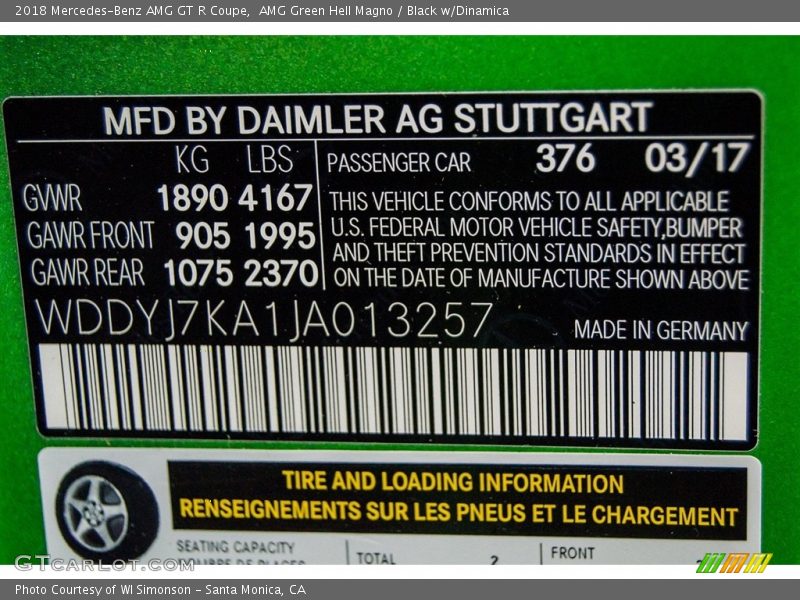 2018 Mercedes-Benz AMG GT R Coupe,  AMG Green Hell Magno / Black w/Dinamica
MFD BY DAIMLER AG STUTTGART
KG LBS
GVWR 1890 4167
GAWR FRONT 905 1995
GAWR REAR 1075 2370
PASSENGER CAR 376 03/17
THIS VEHICLE CONFORMS TO ALL APPLICABLE
U.S. FEDERAL MOTOR VEHICLE SAFETY,BUMPER
AND THEFT PREVENTION STANDARDS IN EFFECT
ON THE DATE OF MANUFACTURE SHOWN ABOVE
WDDYJ7KA1JA013257
MADE IN GERMANY
TIRE AND LOADING INFORMATION
RENSEIGNEMENTS SUR LES PNEUS ET LE CHARGEMENT
SEATING CAPACITY
TOTAL 2 FRONT
NOMBRE DE PLACES
GTCARLOT.COM
Photo Courtesy of WI Simonson - Santa Monica, CA